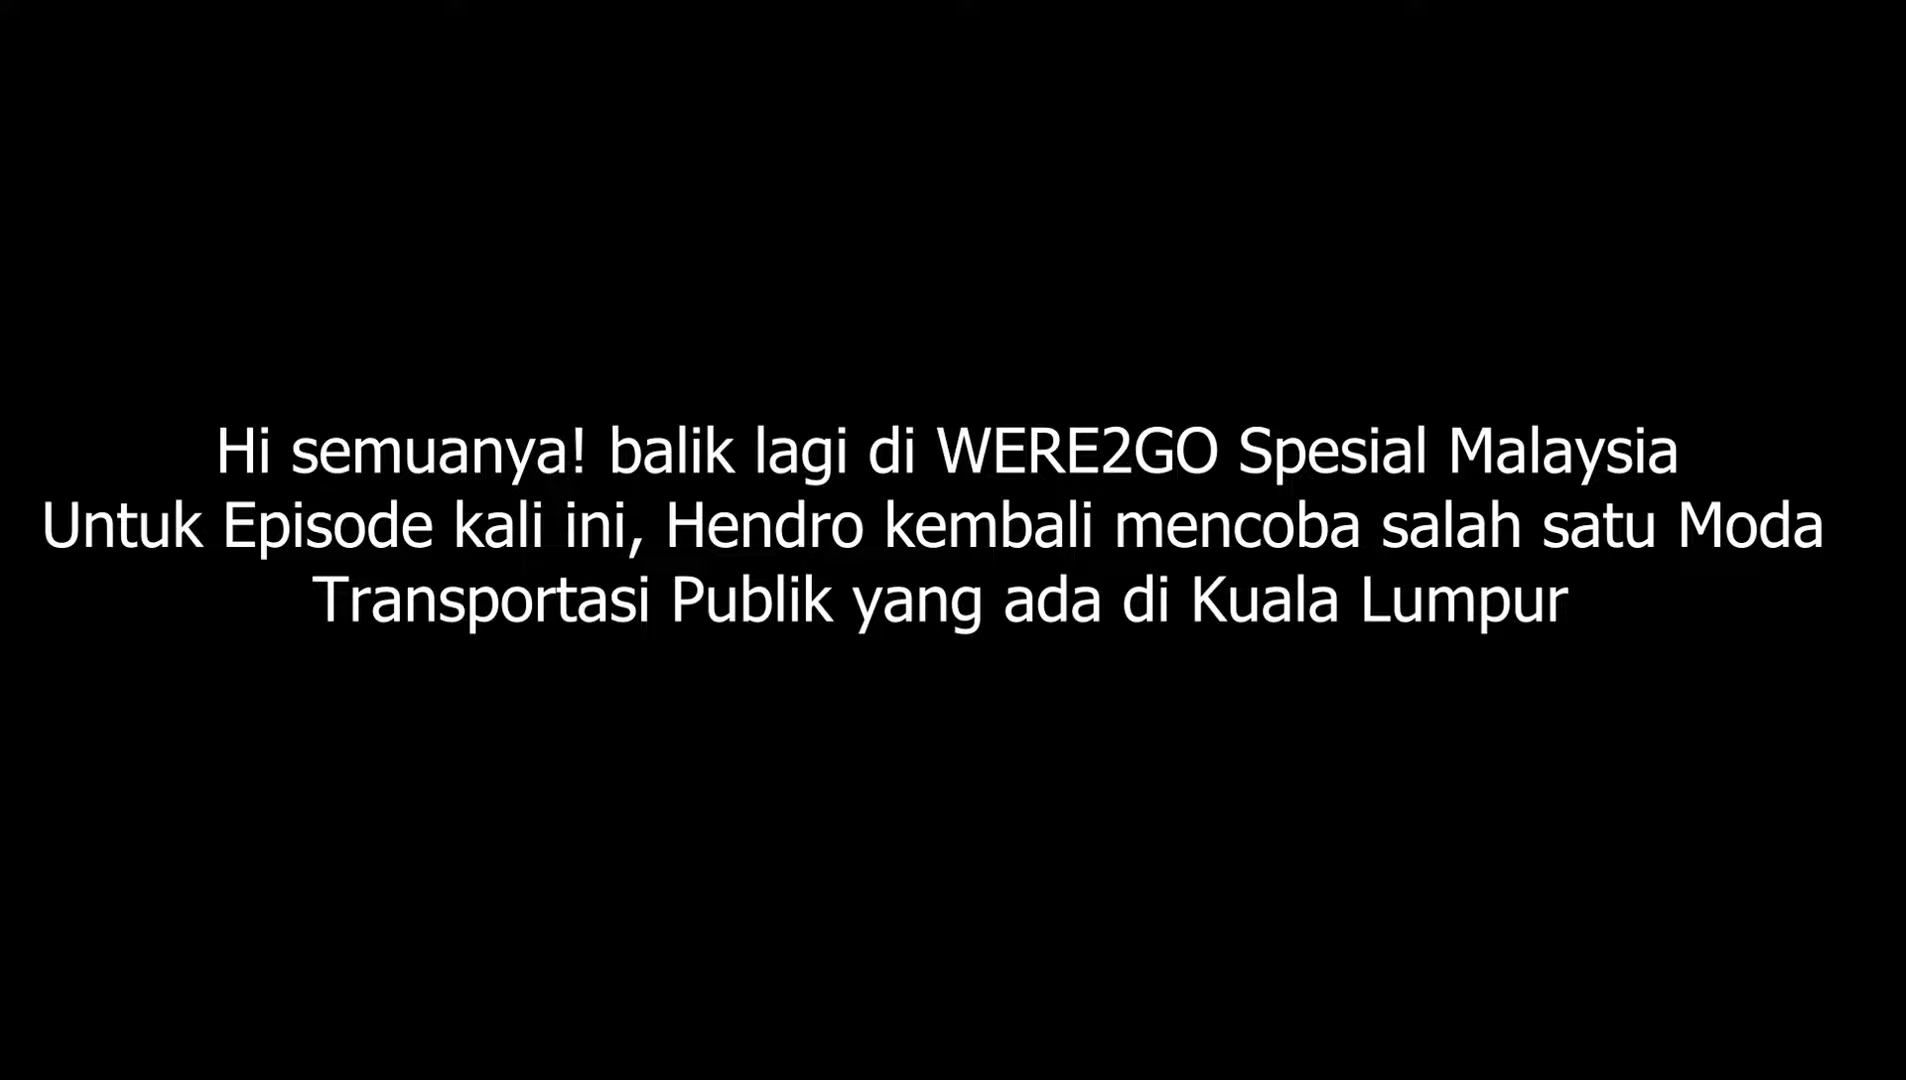 Hi semuanya! balik lagi di WERE2GO Spesial Malaysia
Untuk Episode kali ini, Hendro kembali mencoba salah satu Moda
Transportasi Publik yang ada di Kuala Lumpur